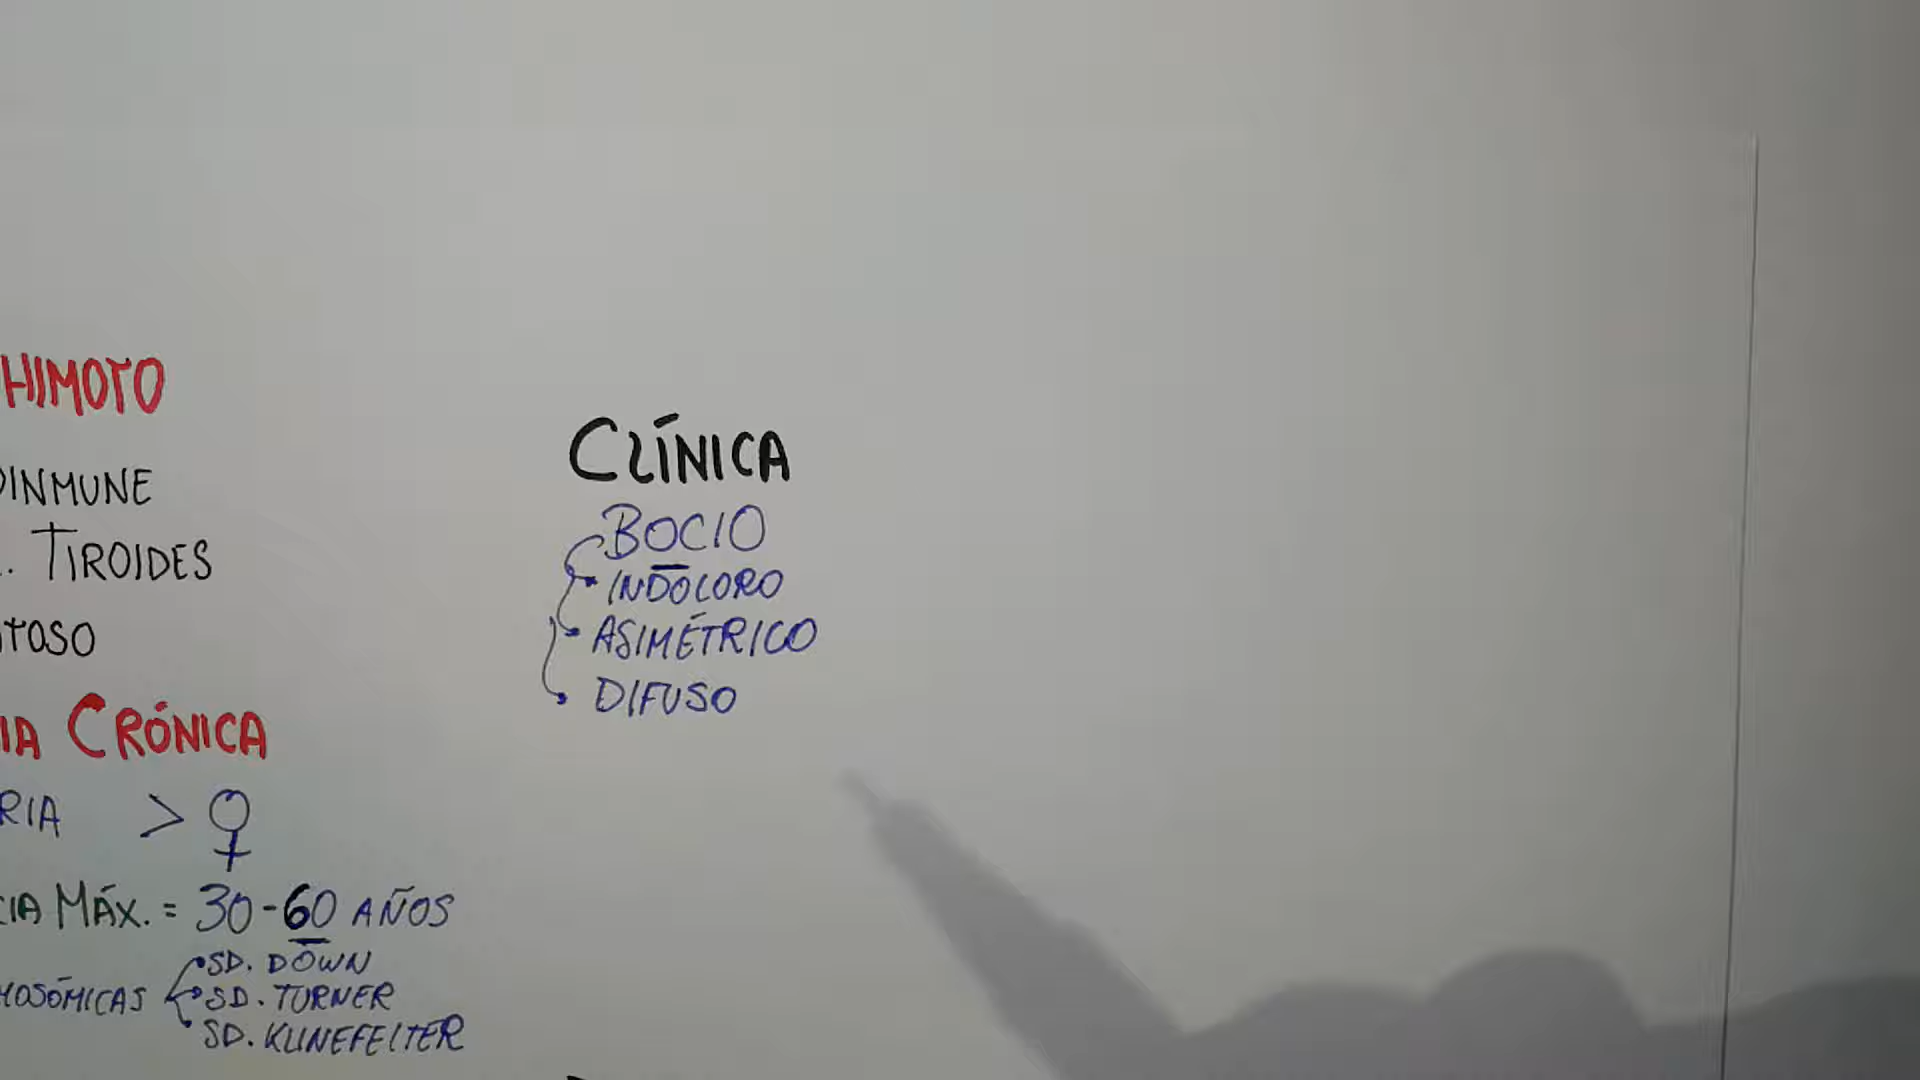 HIMOTO
OINMUNE
. TIROIDES
TOSO
IA CRÓNICA
RIA > ♀
CIA MÁX. = 30-60 AÑOS
MOSÓMICAS
SD. DOWN
SD. TURNER
SD. KLINEFELTER
CLÍNICA
BOCIO
INDOLORO
ASIMÉTRICO
DIFUSO